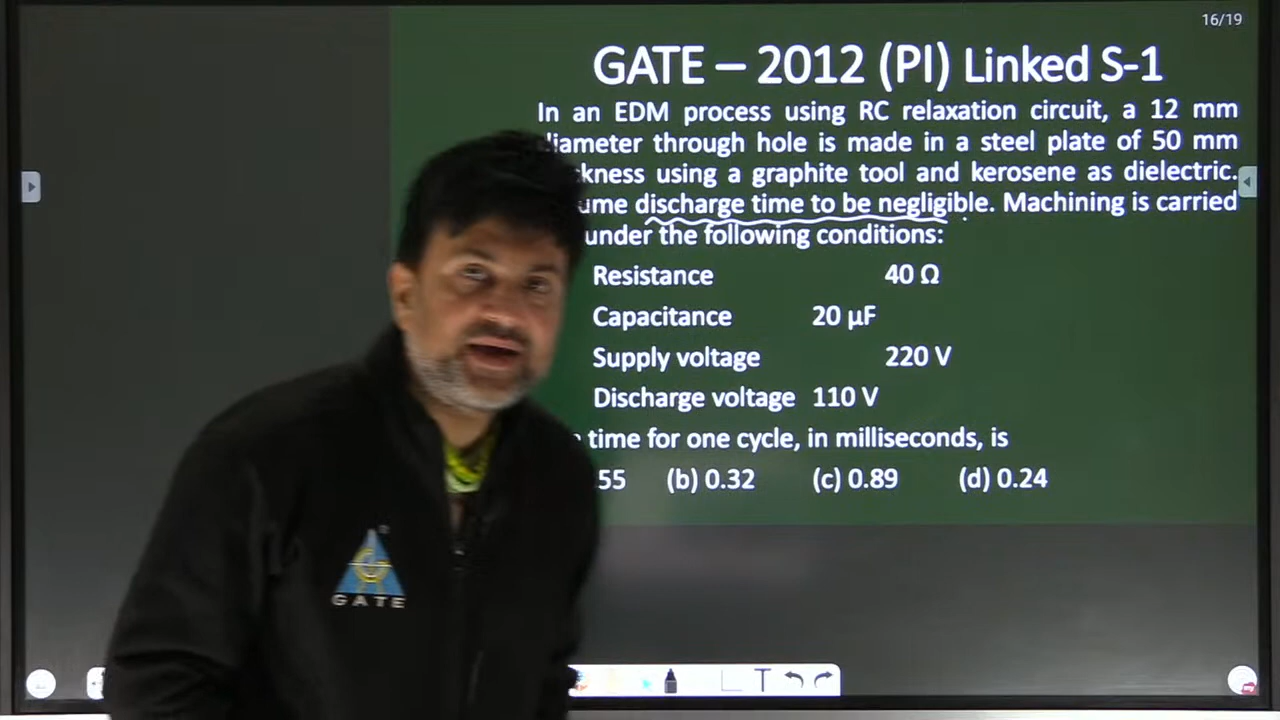 16/19
GATE – 2012 (PI) Linked S-1
In an EDM process using RC relaxation circuit, a 12 mm
diameter through hole is made in a steel plate of 50 mm
using a graphite tool and kerosene as dielectric.
discharge time to be negligible. Machining is carried
under the following conditions:
Resistance 40 Ω
Capacitance 20 µF
Supply voltage 220 V
Discharge voltage 110 V
time for one cycle, in milliseconds, is
55 (b) 0.32 (c) 0.89 (d) 0.24
GATE
T